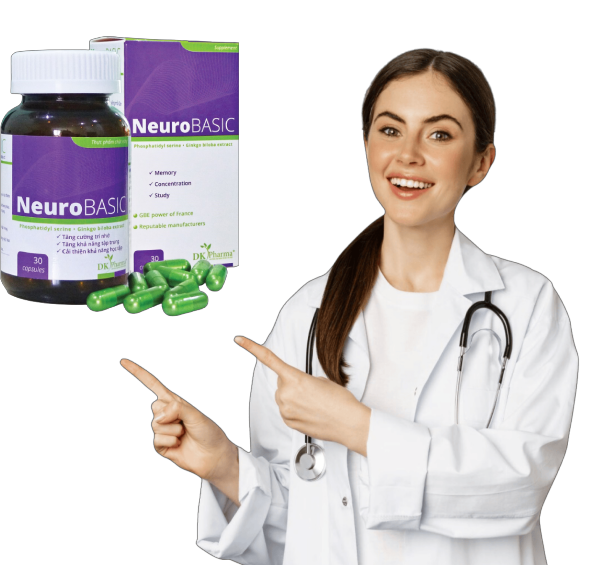 Supplement
NeuroBASIC
Phosphatidyl serine • Ginkgo biloba extract
✓ Memory
✓ Concentration
✓ Study
GBE power of France
Reputable manufacturers
30
DK Pharma®
Thực phẩm
NeuroBASIC
Phosphatidyl serine • Ginkgo biloba extract
✓ Tăng cường trí nhớ
✓ Tăng khả năng tập trung
✓ Cải thiện khả năng học tập
30
capsules
DK Pharma